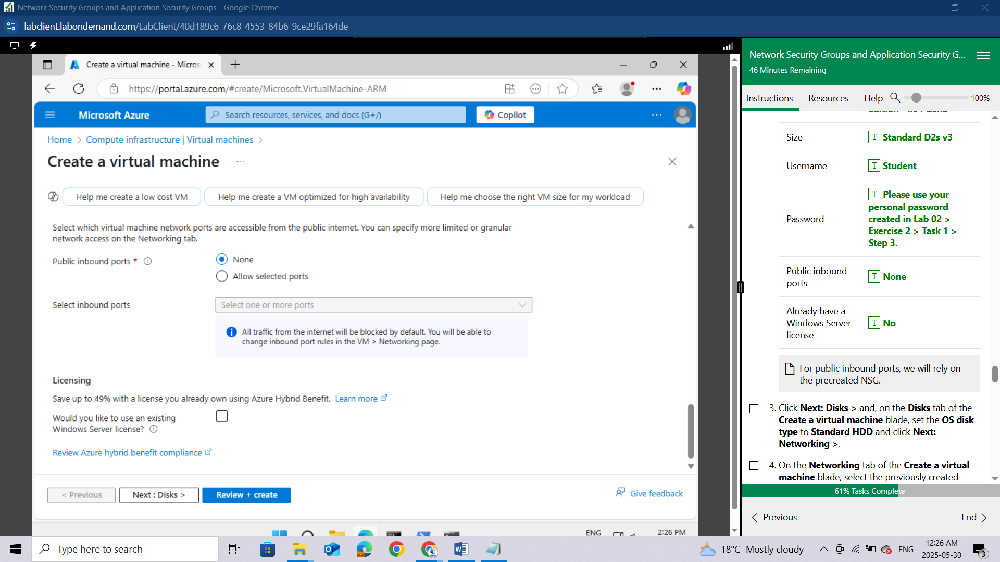 Network Security Groups and Application Security Groups - Google Chrome
labclient.labondemand.com/LabClient/40d189c6-76c8-4553-84b6-9ce29fa164de
Create a virtual machine - Micros
https://portal.azure.com/#create/Microsoft.VirtualMachine-ARM
Microsoft Azure
Search resources, services, and docs (G+/)
Copilot
Home > Compute infrastructure | Virtual machines >
Create a virtual machine
Help me create a low cost VM
Help me create a VM optimized for high availability
Help me choose the right VM size for my workload
Select which virtual machine network ports are accessible from the public internet. You can specify more limited or granular
network access on the Networking tab.
Public inbound ports *
None
Allow selected ports
Select inbound ports
Select one or more ports
All traffic from the internet will be blocked by default. You will be able to
change inbound port rules in the VM > Networking page.
Licensing
Save up to 49% with a license you already own using Azure Hybrid Benefit. Learn more
Would you like to use an existing
Windows Server license?
Review Azure hybrid benefit compliance
< Previous
Next : Disks >
Review + create
Give feedback
ENG
2:26 PM
Network Security Groups and Application Security G...
46 Minutes Remaining
Instructions
Resources
Help
100%
Edition - x64 Gen2
Size
T Standard D2s v3
Username
T Student
Password
T Please use your
personal password
created in Lab 02 >
Exercise 2 > Task 1 >
Step 3.
Public inbound
ports
T None
Already have a
Windows Server
license
T No
For public inbound ports, we will rely on
the precreated NSG.
3. Click Next: Disks > and, on the Disks tab of the
Create a virtual machine blade, set the OS disk
type to Standard HDD and click Next:
Networking >.
4. On the Networking tab of the Create a virtual
machine blade, select the previously created
61% Tasks Complete
Previous
End
Type here to search
18°C Mostly cloudy
ENG
12:26 AM
2025-05-30
3